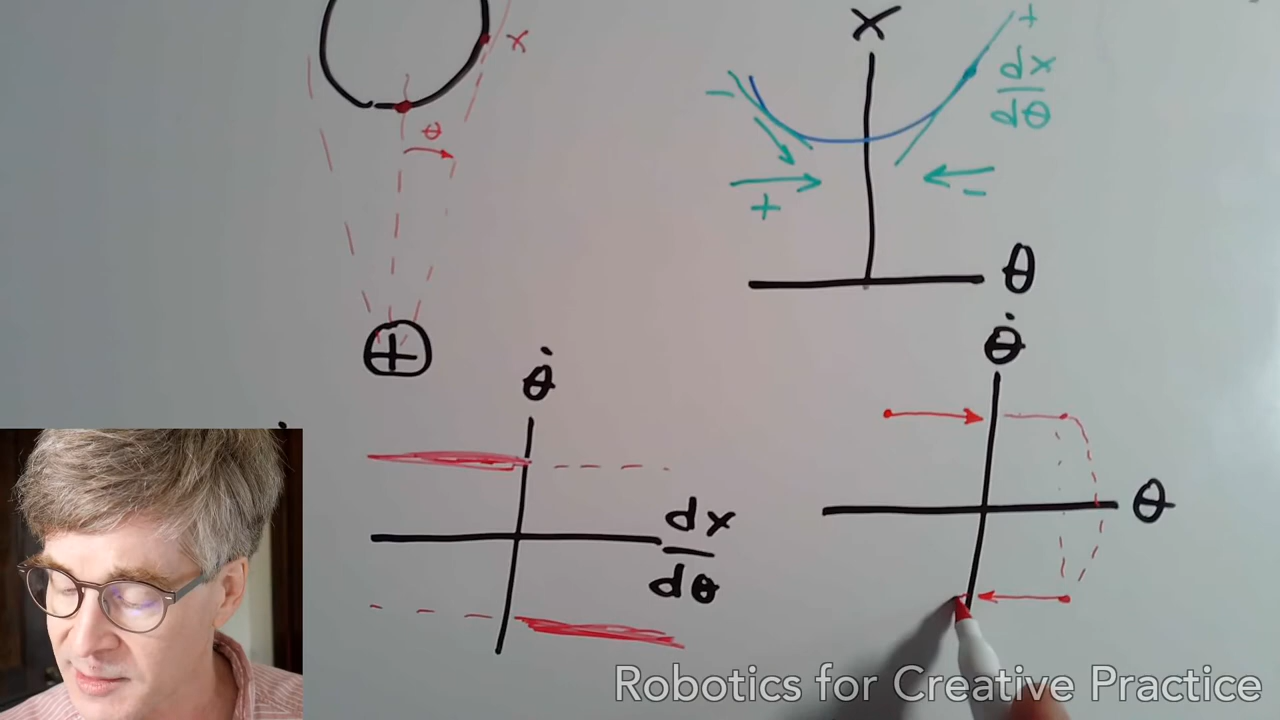 x
θ
X
+
dx
dθ
−
+
−
θ
+
θ̇
dx
dθ
θ̇
θ
Robotics for Creative Practice